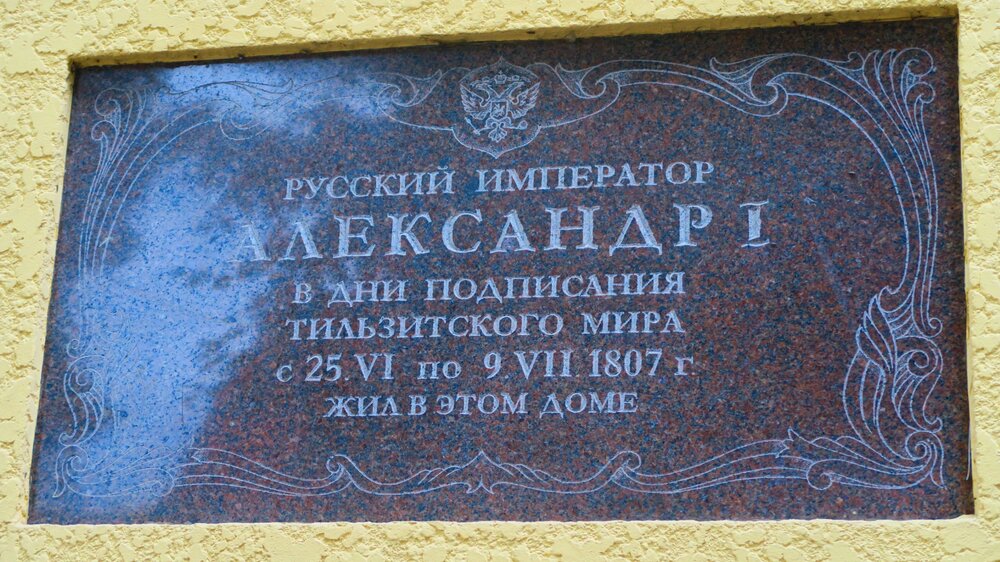 РУССКИЙ ИМПЕРАТОР
АЛЕКСАНДР I
В ДНИ ПОДПИСАНИЯ
ТИЛЬЗИТСКОГО МИРА
с 25.VI по 9.VII.1807 г
ЖИЛ В ЭТОМ ДОМЕ